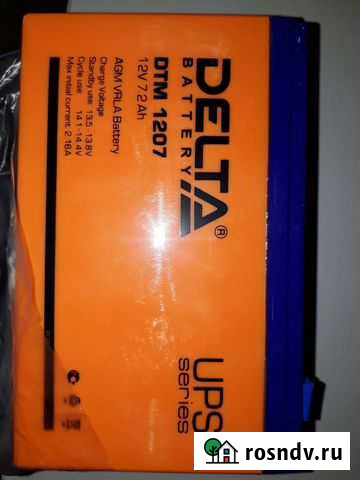 DELTA®
BATTERY
DTM 1207
12V 7.2Ah
AGM VRLA Battery
Charge Voltage
Standby use: 13.5 -13.8V
Cycle use: 14.1-14.4V
Max initial current: 2.16A
UPS
series
rosndv.ru